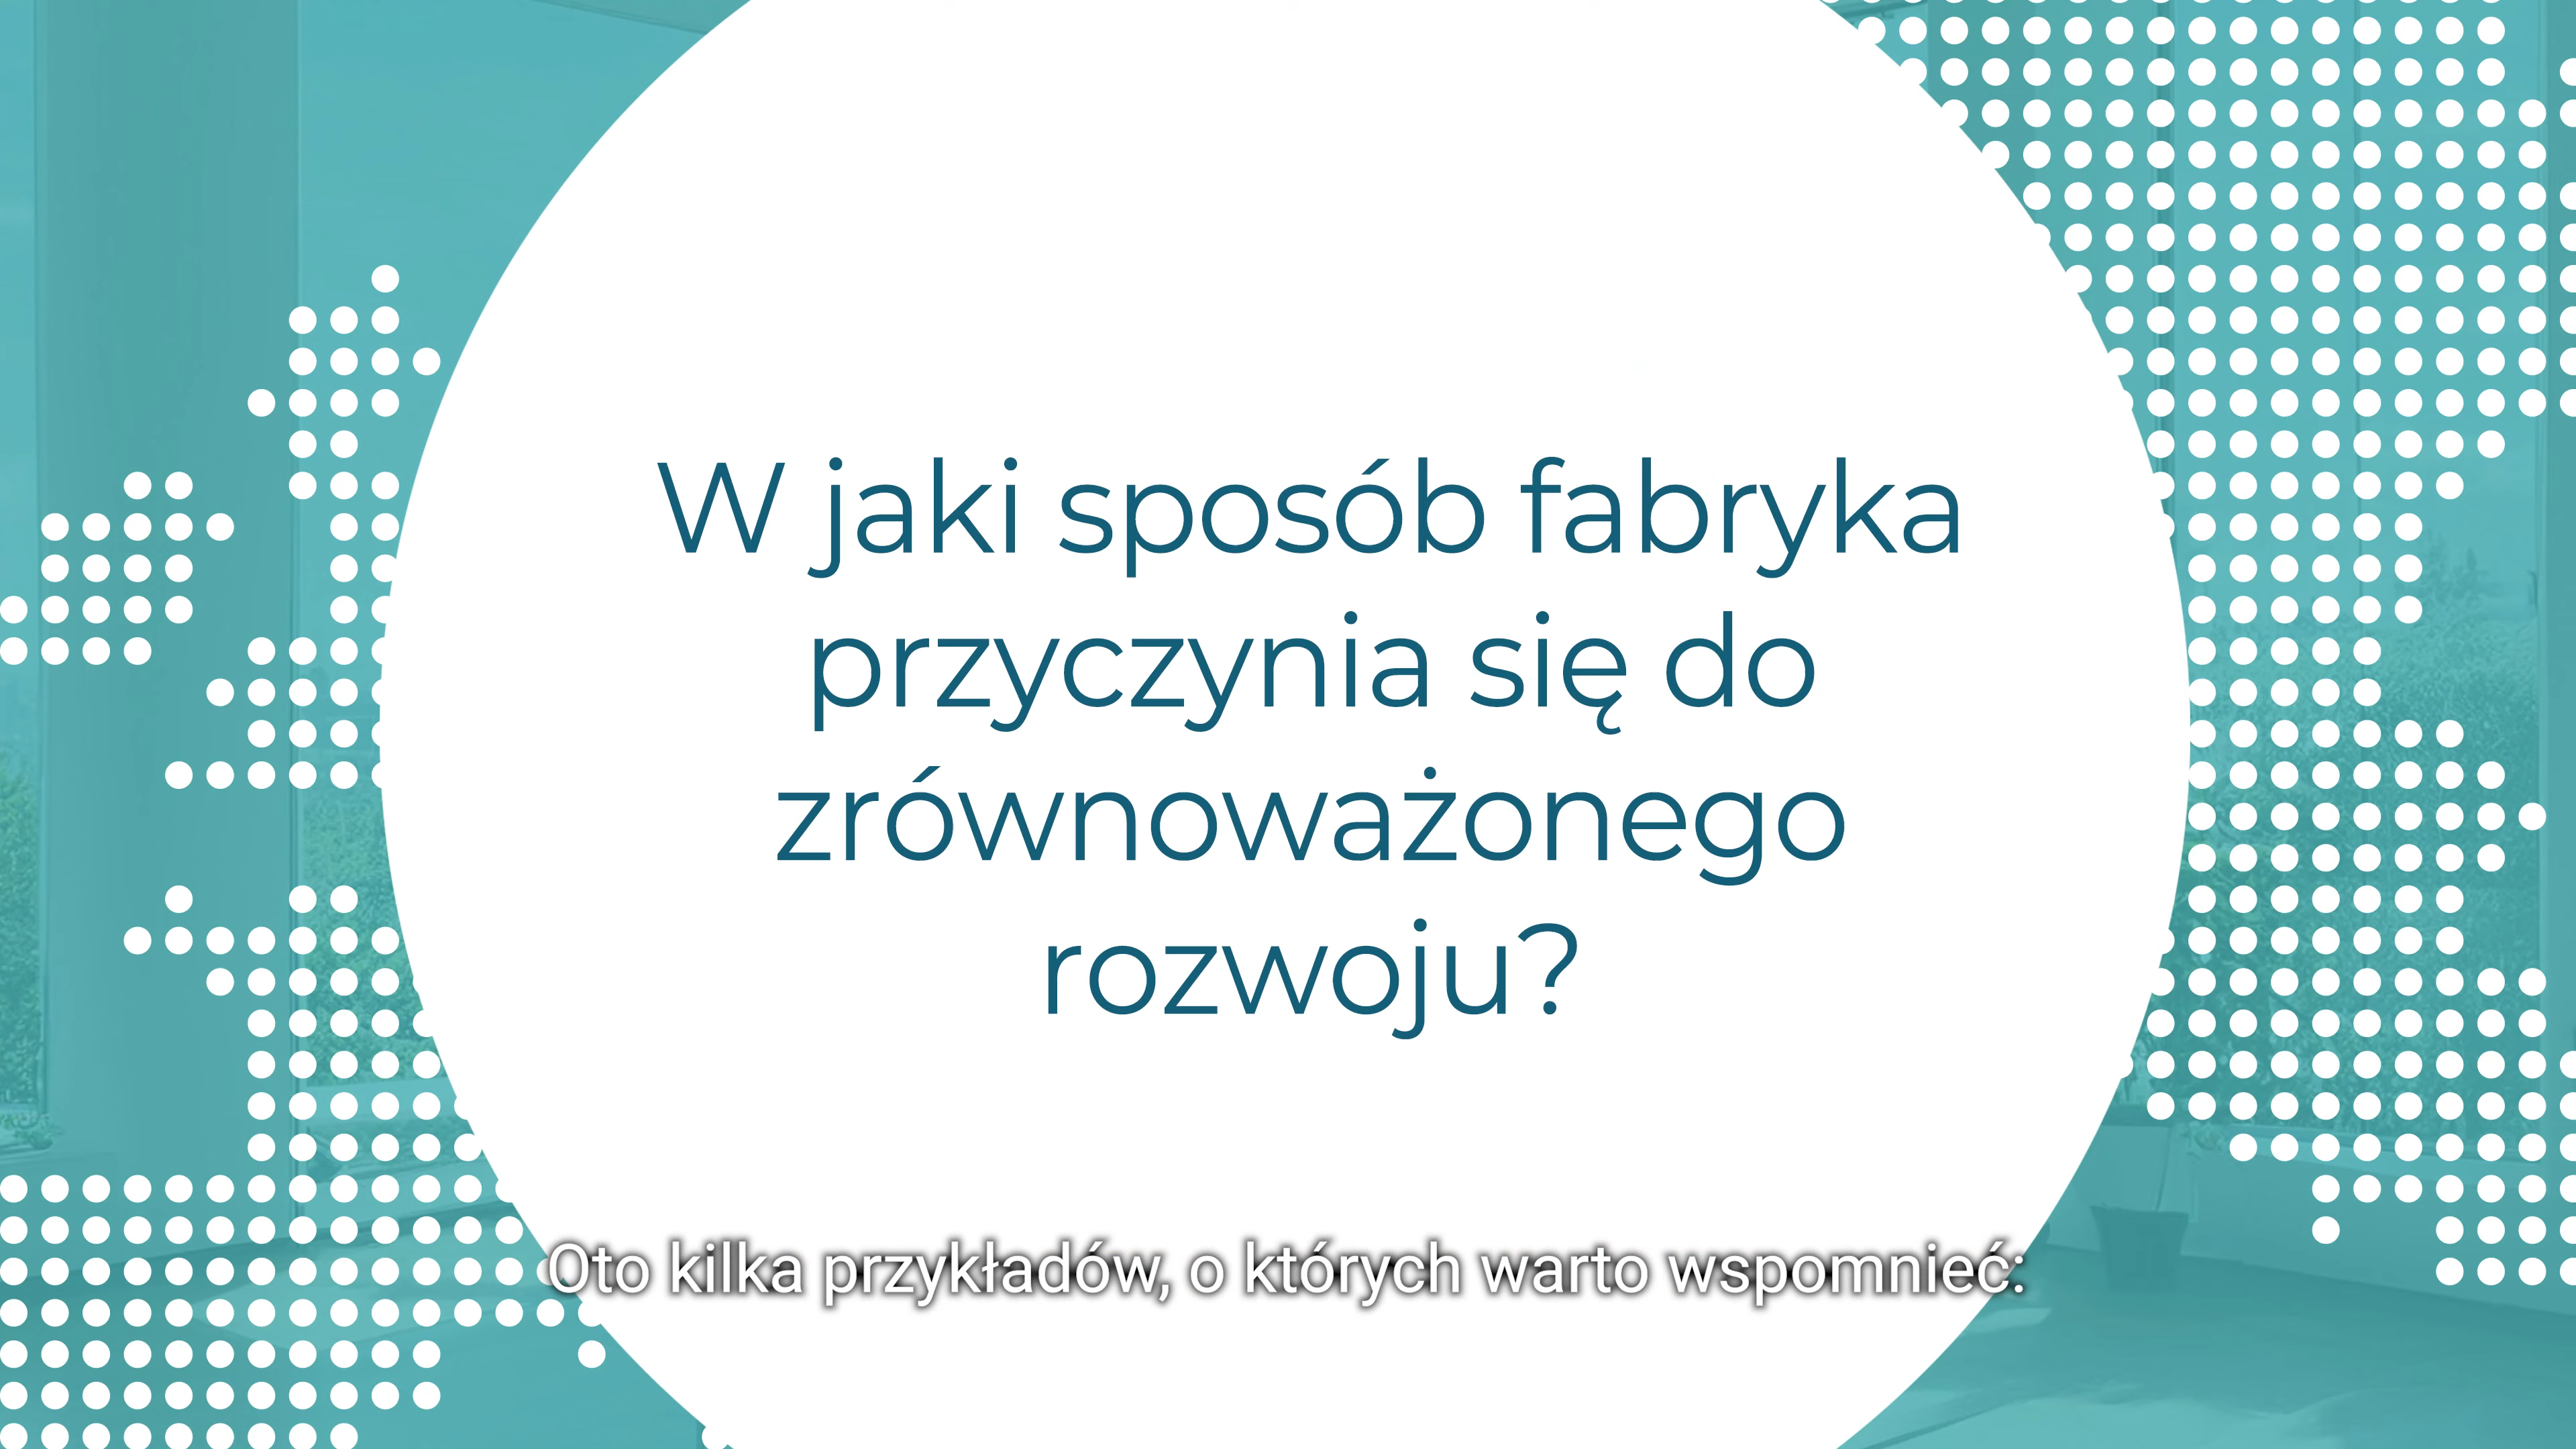 W jaki sposób fabryka
przyczynia się do
zrównoważonego
rozwoju?
Oto kilka przykładów, o których warto wspomnieć: